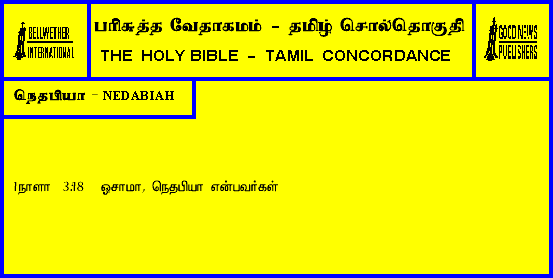 BELLWETHER
INTERNATIONAL
பரிசுத்த வேதாகமம் - தமிழ் சொல்தொகுதி
THE HOLY BIBLE - TAMIL CONCORDANCE
GOOD NEWS
PUBLISHERS
நெதபியா - NEDABIAH
1நாளா 3:18 ஒசாமா, நெதபியா என்பவர்கள்